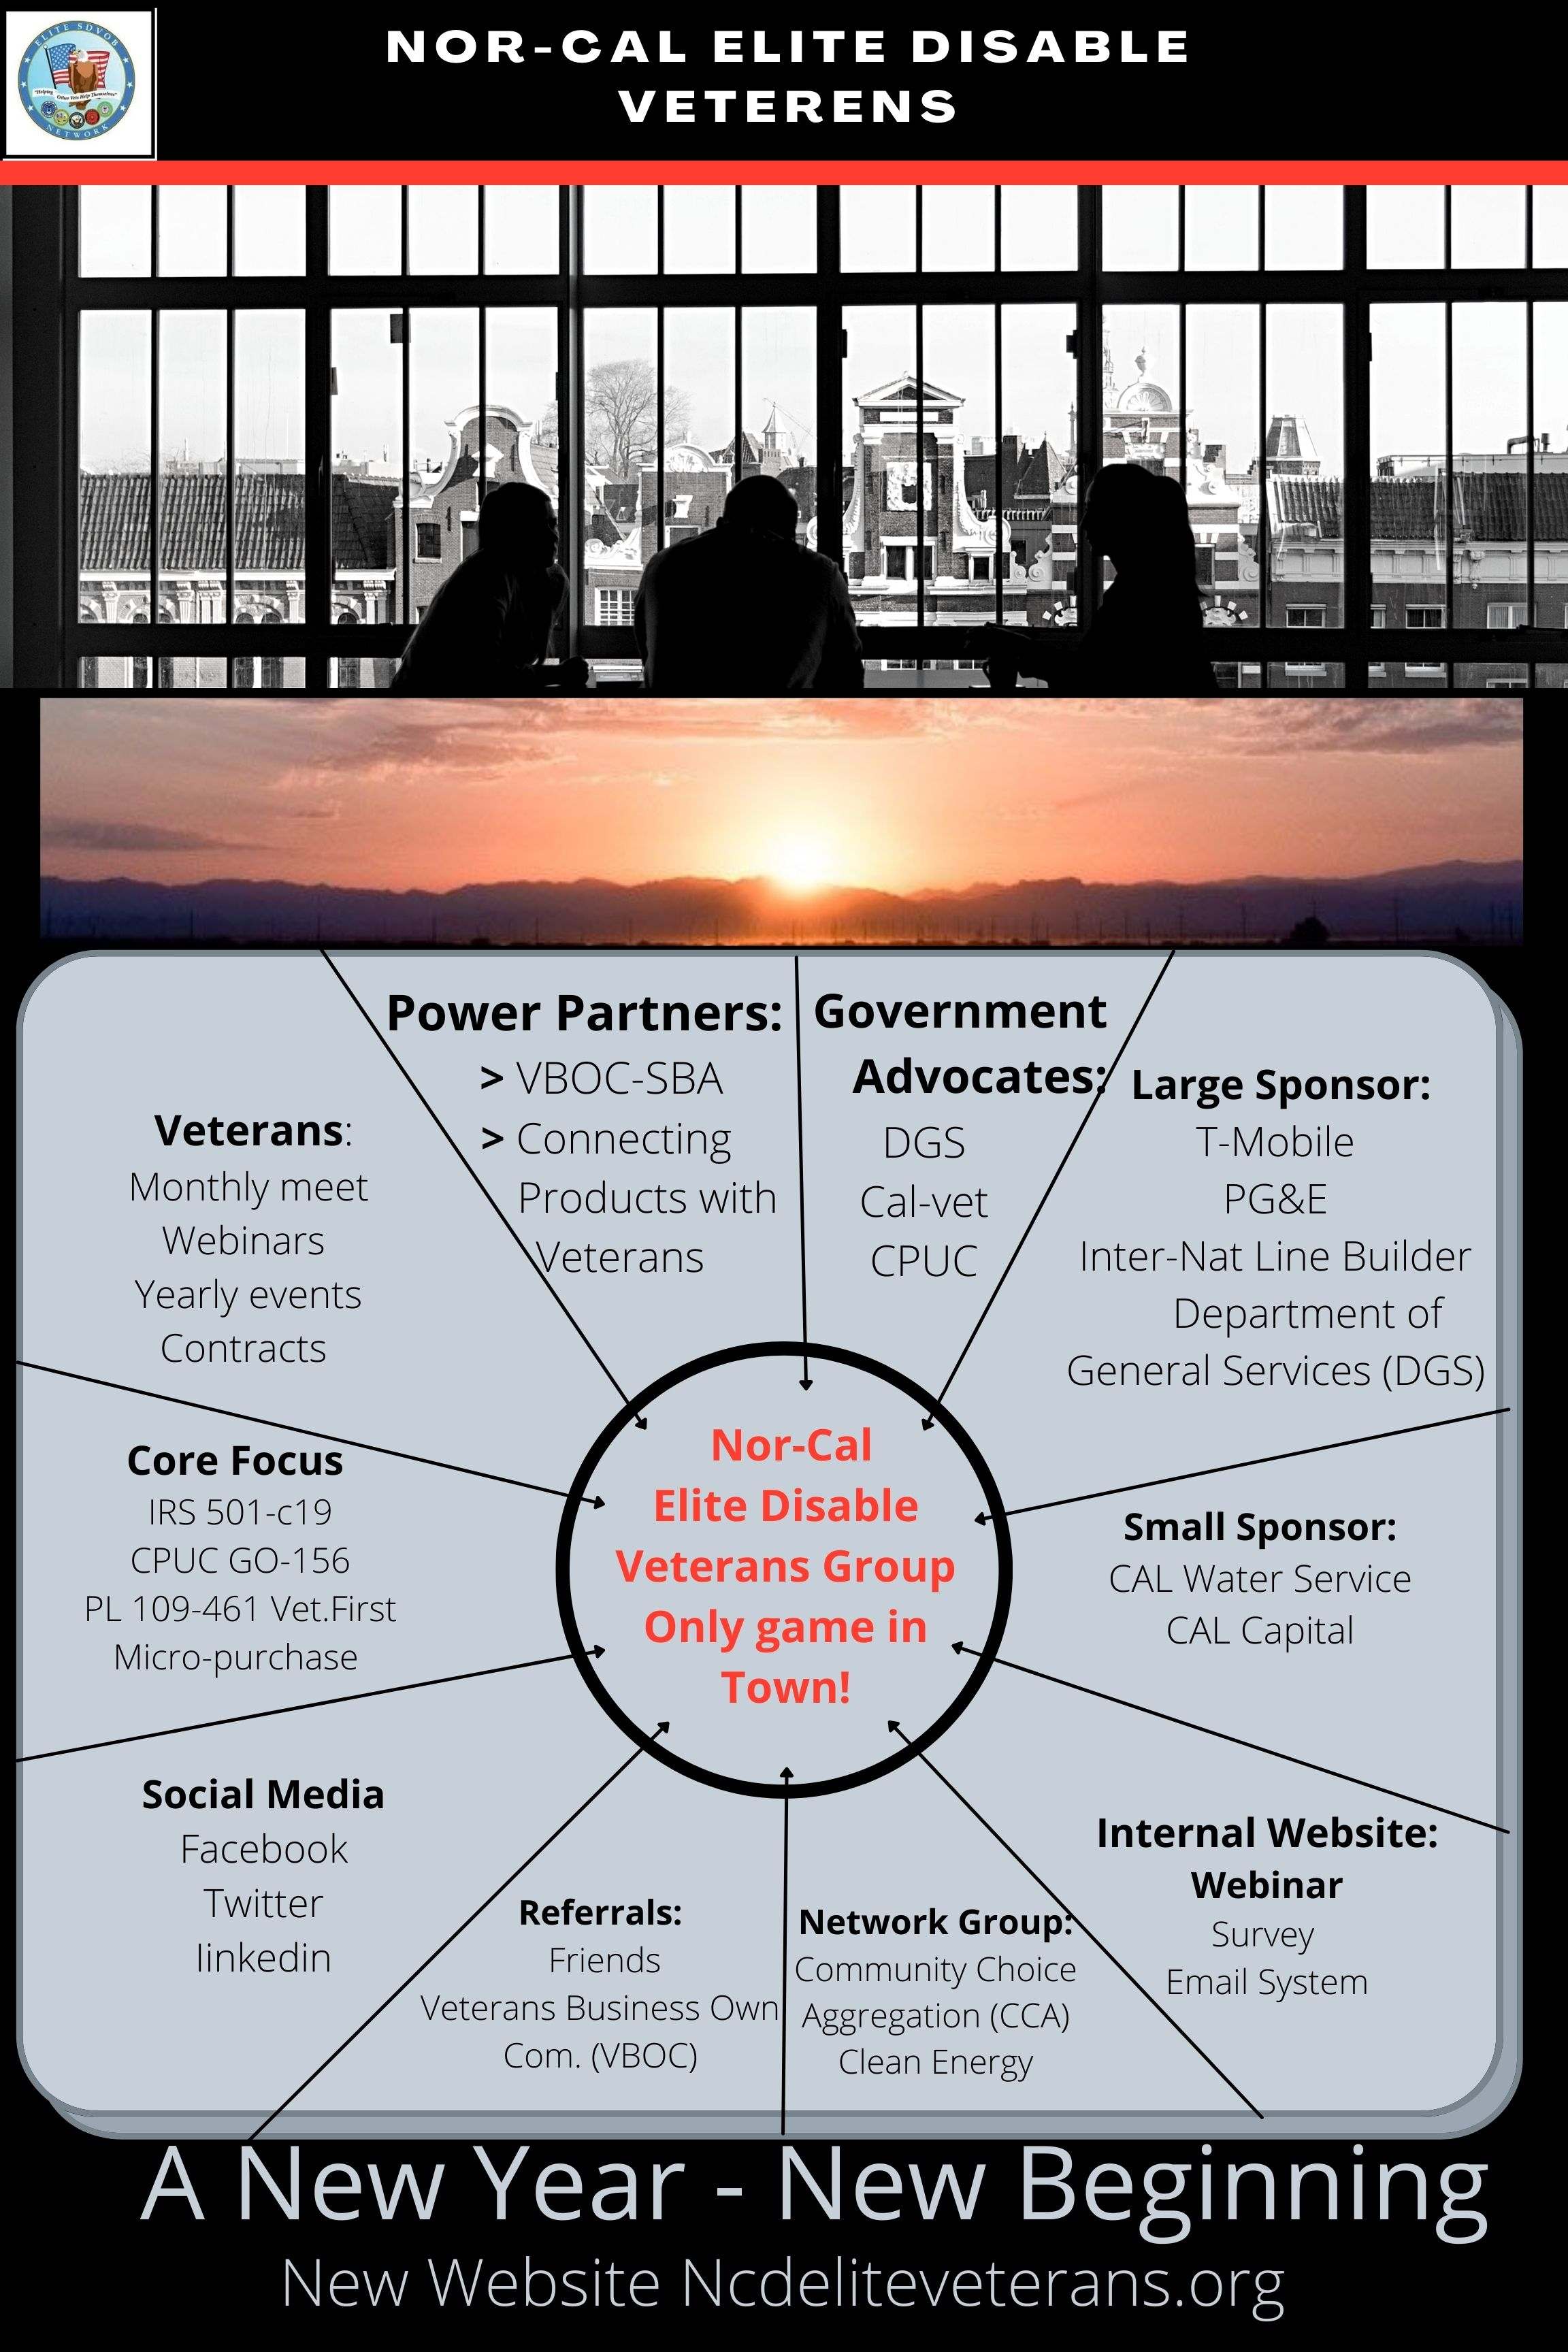 ELITE SDVOB
"Helping Other Vets Help Themselves"
NETWORK
NOR-CAL ELITE DISABLE
VETERENS
Power Partners:
> VBOC-SBA
> Connecting
Products with
Veterans
Government
Advocates:
DGS
Cal-vet
CPUC
Large Sponsor:
T-Mobile
PG&E
Inter-Nat Line Builder
Department of
General Services (DGS)
Veterans:
Monthly meet
Webinars
Yearly events
Contracts
Core Focus
IRS 501-c19
CPUC GO-156
PL 109-461 Vet.First
Micro-purchase
Nor-Cal
Elite Disable
Veterans Group
Only game in
Town!
Small Sponsor:
CAL Water Service
CAL Capital
Social Media
Facebook
Twitter
linkedin
Referrals:
Friends
Veterans Business Own
Com. (VBOC)
Network Group:
Community Choice
Aggregation (CCA)
Clean Energy
Internal Website:
Webinar
Survey
Email System
A New Year - New Beginning
New Website Ncdeliteveterans.org